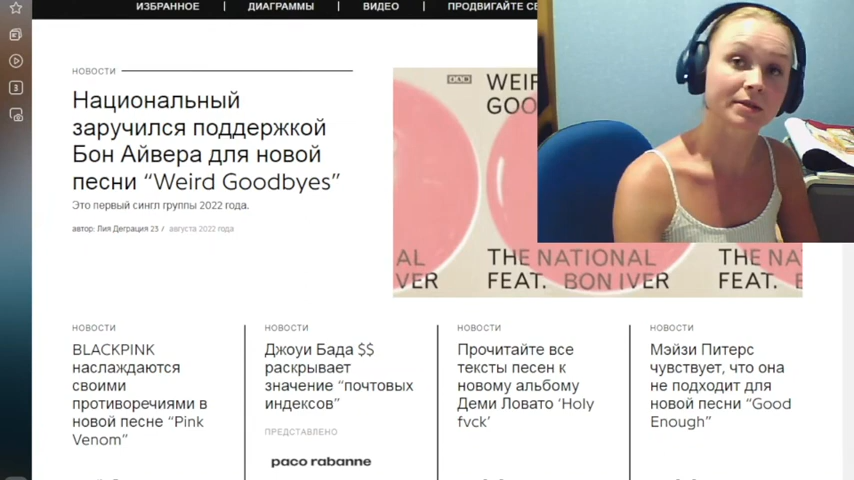 ИЗБРАННОЕ | ДИАГРАММЫ | ВИДЕО | ПРОДВИГАЙТЕ
3
НОВОСТИ
Национальный
заручился поддержкой
Бон Айвера для новой
песни “Weird Goodbyes”
Это первый сингл группы 2022 года.
автор: Лия Деграция 23 / августа 2022 года
WEIR
GOO
AL
VER
THE NATIONAL
FEAT. BON IVER
THE N
FEAT.
НОВОСТИ
BLACKPINK
наслаждаются
своими
противоречиями в
новой песне “Pink
Venom”
НОВОСТИ
Джоуи Бада $$
раскрывает
значение “почтовых
индексов”
ПРЕДСТАВЛЕНО
paco rabanne
НОВОСТИ
Прочитайте все
тексты песен к
новому альбому
Деми Ловато ‘Holy
fvck’
НОВОСТИ
Мэйзи Питерс
чувствует, что она
не подходит для
новой песни “Good
Enough”